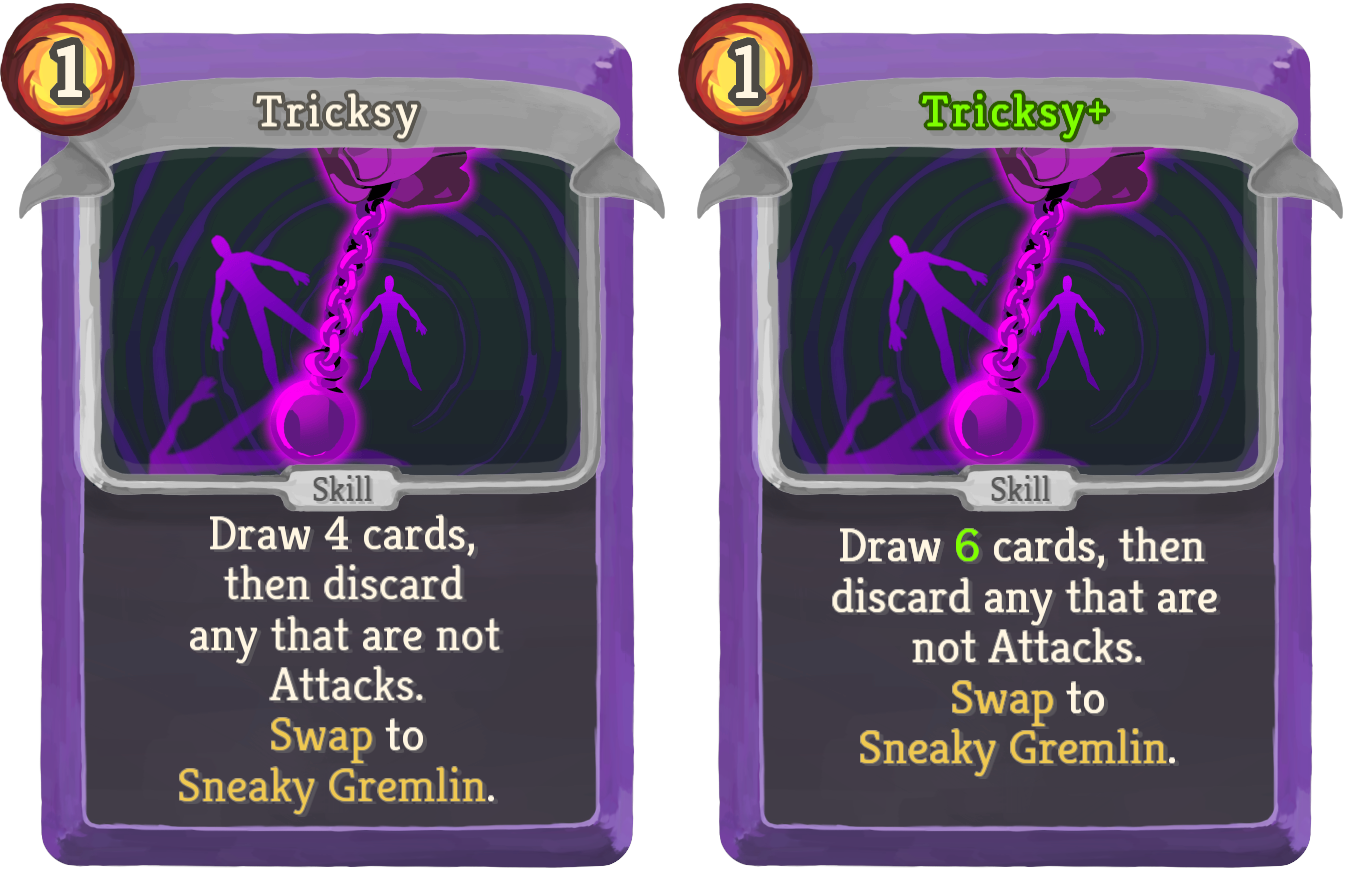 1
Tricksy
Skill
Draw 4 cards,
then discard
any that are not
Attacks.
Swap to
Sneaky Gremlin.
1
Tricksy+
Skill
Draw 6 cards, then
discard any that are
not Attacks.
Swap to
Sneaky Gremlin.